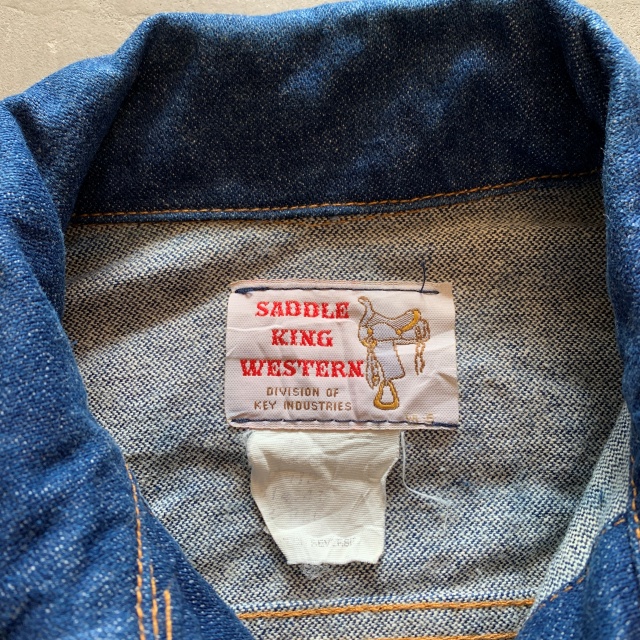 SADDLE
KING
WESTERN
DIVISION OF
KEY INDUSTRIES